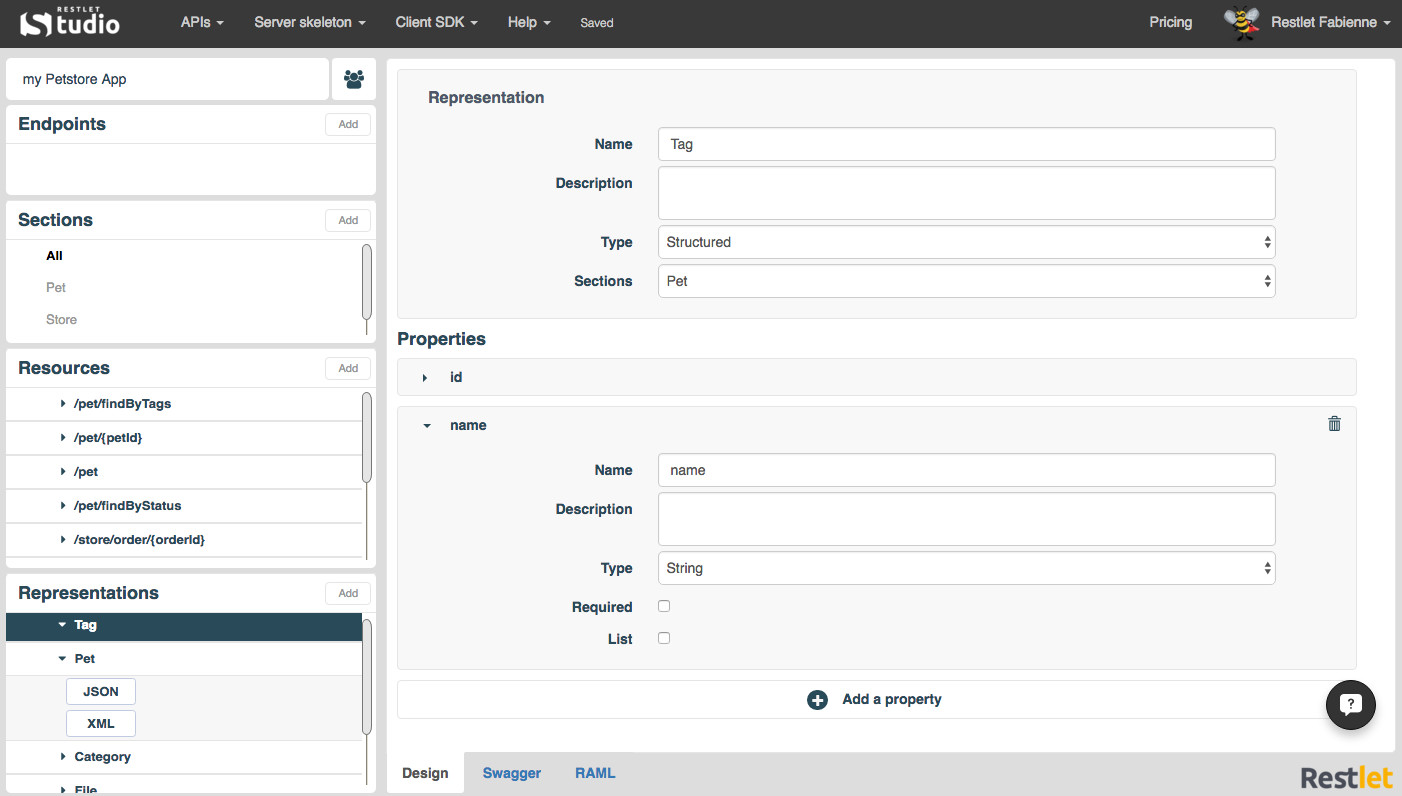 RESTLET
Studio
APIs
Server skeleton
Client SDK
Help
Saved
Pricing
Restlet Fabienne
my Petstore App
Endpoints
Add
Sections
Add
All
Pet
Store
Resources
Add
/pet/findByTags
/pet/{petId}
/pet
/pet/findByStatus
/store/order/{orderId}
Representations
Add
Tag
Pet
JSON
XML
Category
File
Representation
Name
Tag
Description
Type
Structured
Sections
Pet
Properties
id
name
Name
name
Description
Type
String
Required
List
Add a property
?
Design
Swagger
RAML
Restlet